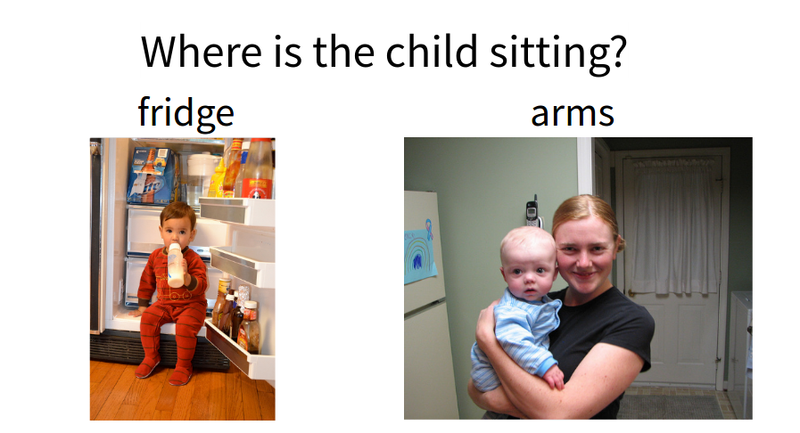 Where is the child sitting?
fridge
arms